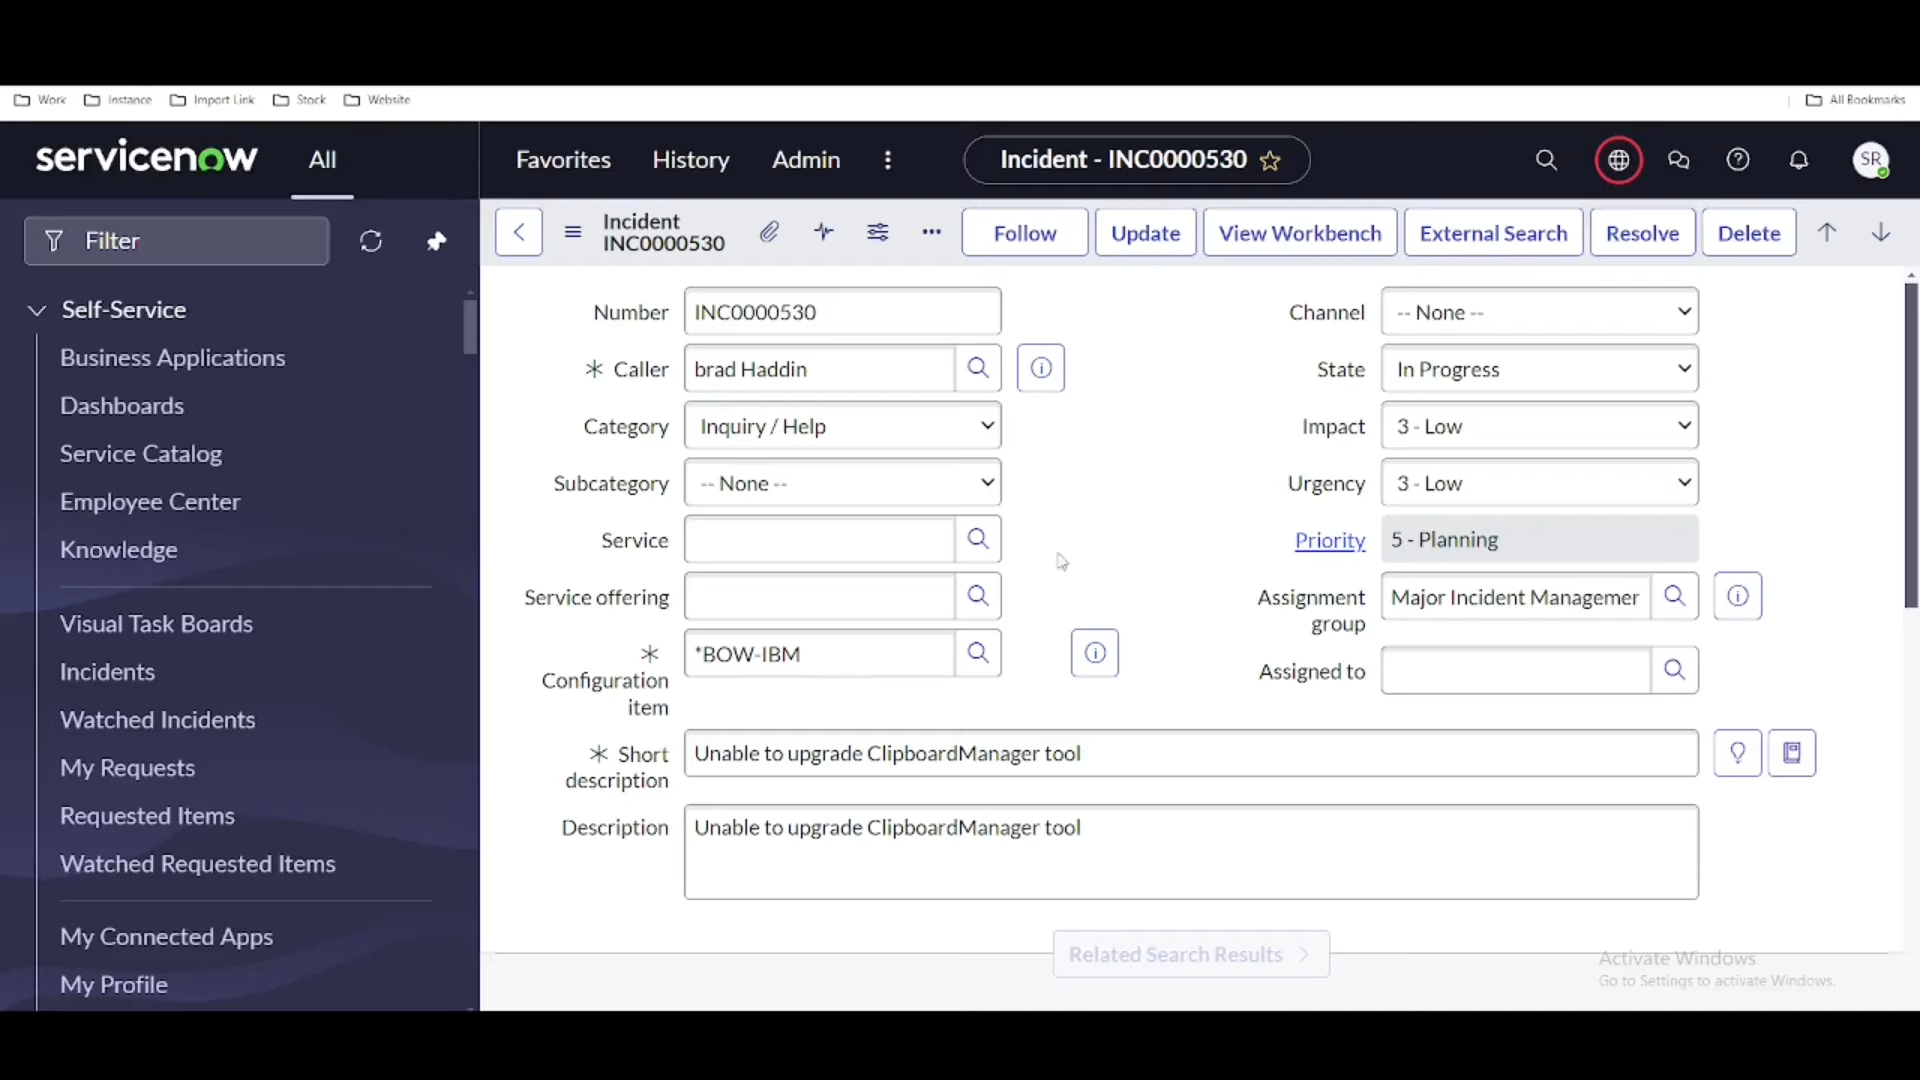 Work Instance Import Link Stock Website All Bookmarks
servicenow All Favorites History Admin Incident - INC0000530 SR
Filter
Incident
INC0000530
Follow Update View Workbench External Search Resolve Delete
Self-Service
Business Applications
Dashboards
Service Catalog
Employee Center
Knowledge
Visual Task Boards
Incidents
Watched Incidents
My Requests
Requested Items
Watched Requested Items
My Connected Apps
My Profile
Number INC0000530
* Caller brad Haddin
Category Inquiry / Help
Subcategory -- None --
Service
Service offering
* Configuration item *BOW-IBM
Channel -- None --
State In Progress
Impact 3 - Low
Urgency 3 - Low
Priority 5 - Planning
Assignment group Major Incident Managemer
Assigned to
* Short description Unable to upgrade ClipboardManager tool
Description Unable to upgrade ClipboardManager tool
Related Search Results
Activate Windows
Go to Settings to activate Windows.